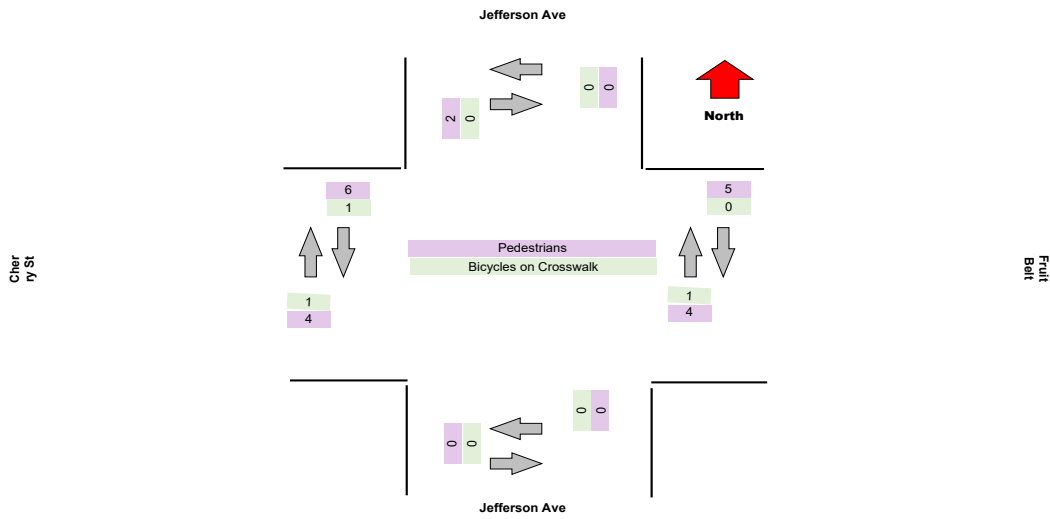 Jefferson Ave
0
0
2
0
North
6
1
5
0
Cher
ry St
Pedestrians
Bicycles on Crosswalk
Fruit
Belt
1
4
1
4
0
0
0
0
Jefferson Ave